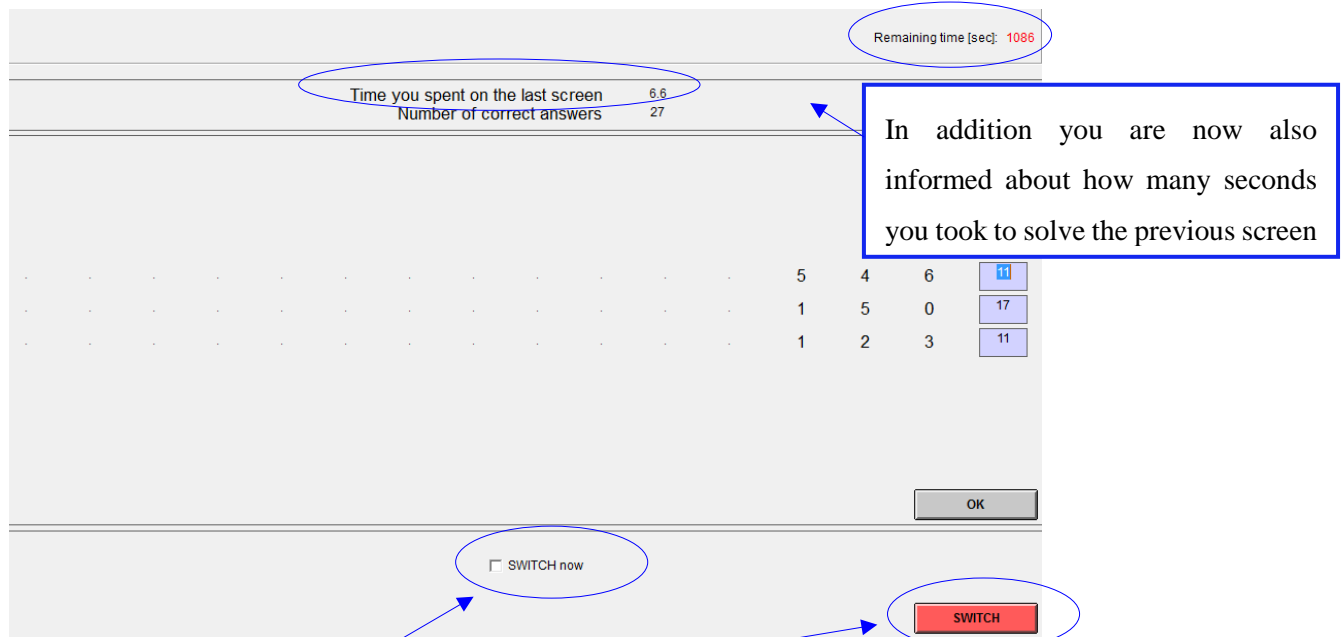 Remaining time [sec]: 1086
Time you spent on the last screen 6.6
Number of correct answers 27
In addition you are now also
informed about how many seconds
you took to solve the previous screen
. . . . . . . . . . . . 5 4 6 11
. . . . . . . . . . . . 1 5 0 17
. . . . . . . . . . . . 1 2 3 11
OK
SWITCH now
SWITCH